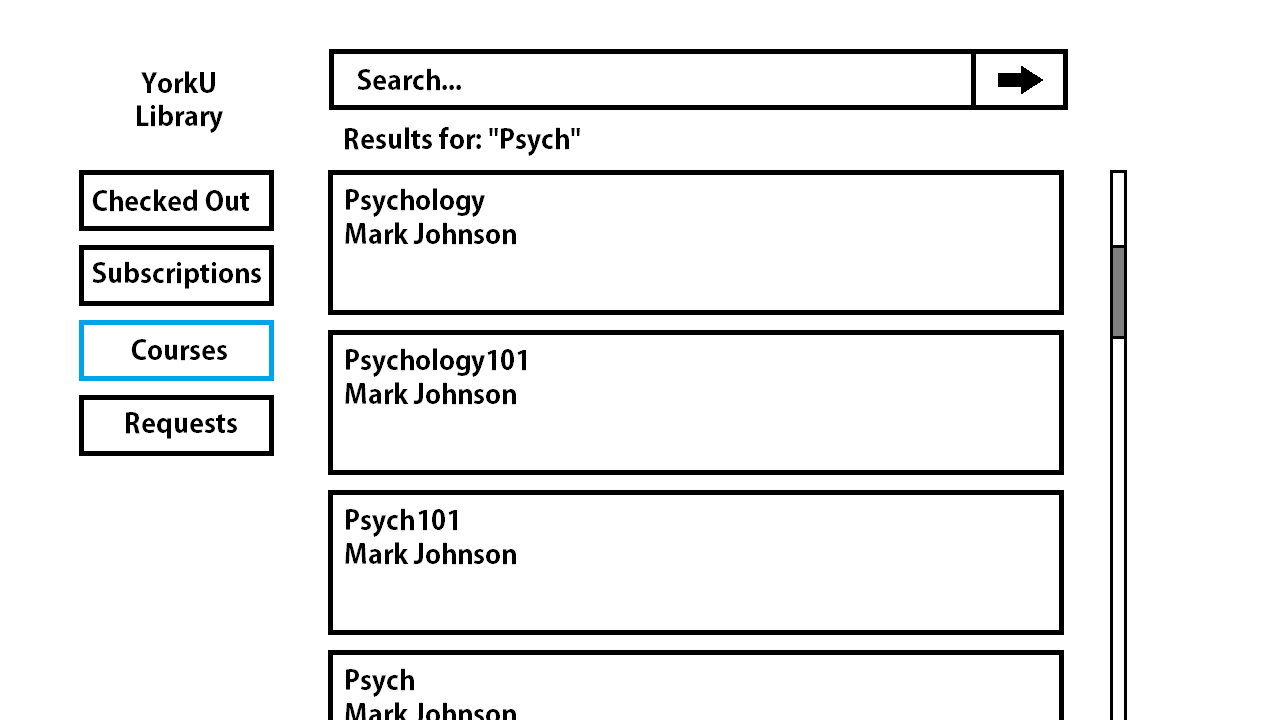 YorkU
Library
Search...
Results for: "Psych"
Checked Out
Subscriptions
Courses
Requests
Psychology
Mark Johnson
Psychology101
Mark Johnson
Psych101
Mark Johnson
Psych
Mark Johnson